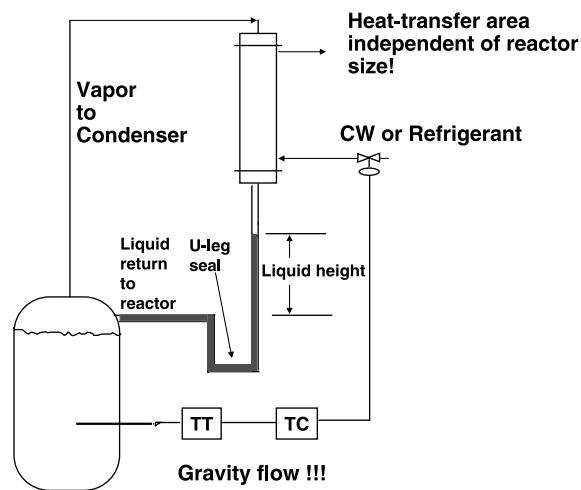 Heat-transfer area
independent of reactor
size!
Vapor
to
Condenser
CW or Refrigerant
Liquid
return
to
reactor
U-leg
seal
Liquid height
TT
TC
Gravity flow !!!